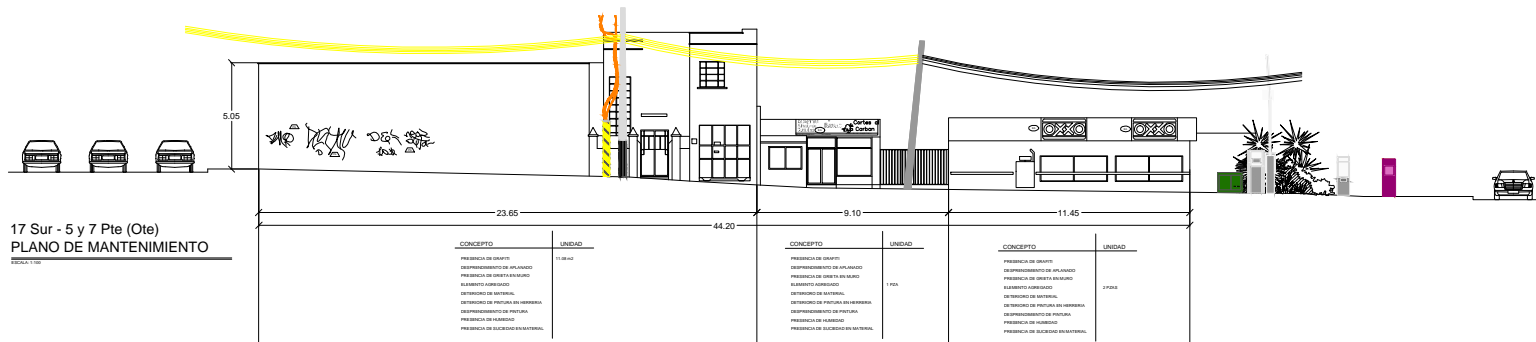 5.05
Cortes al
Carbon
23.65
9.10
11.45
44.20
17 Sur - 5 y 7 Pte (Ote)
PLANO DE MANTENIMIENTO
ESCALA: 1:100
CONCEPTO UNIDAD
PRESENCIA DE GRAFITI 11.08 m2
DESPRENDIMIENTO DE APLANADO
PRESENCIA DE GRIETA EN MURO
ELEMENTO AGREGADO
DETERIORO DE MATERIAL
DETERIORO DE PINTURA EN HERRERIA
DESPRENDIMIENTO DE PINTURA
PRESENCIA DE HUMEDAD
PRESENCIA DE SUCIEDAD EN MATERIAL
CONCEPTO UNIDAD
PRESENCIA DE GRAFITI
DESPRENDIMIENTO DE APLANADO
PRESENCIA DE GRIETA EN MURO
ELEMENTO AGREGADO 1 PZA
DETERIORO DE MATERIAL
DETERIORO DE PINTURA EN HERRERIA
DESPRENDIMIENTO DE PINTURA
PRESENCIA DE HUMEDAD
PRESENCIA DE SUCIEDAD EN MATERIAL
CONCEPTO UNIDAD
PRESENCIA DE GRAFITI
DESPRENDIMIENTO DE APLANADO
PRESENCIA DE GRIETA EN MURO
ELEMENTO AGREGADO 2 PZAS
DETERIORO DE MATERIAL
DETERIORO DE PINTURA EN HERRERIA
DESPRENDIMIENTO DE PINTURA
PRESENCIA DE HUMEDAD
PRESENCIA DE SUCIEDAD EN MATERIAL